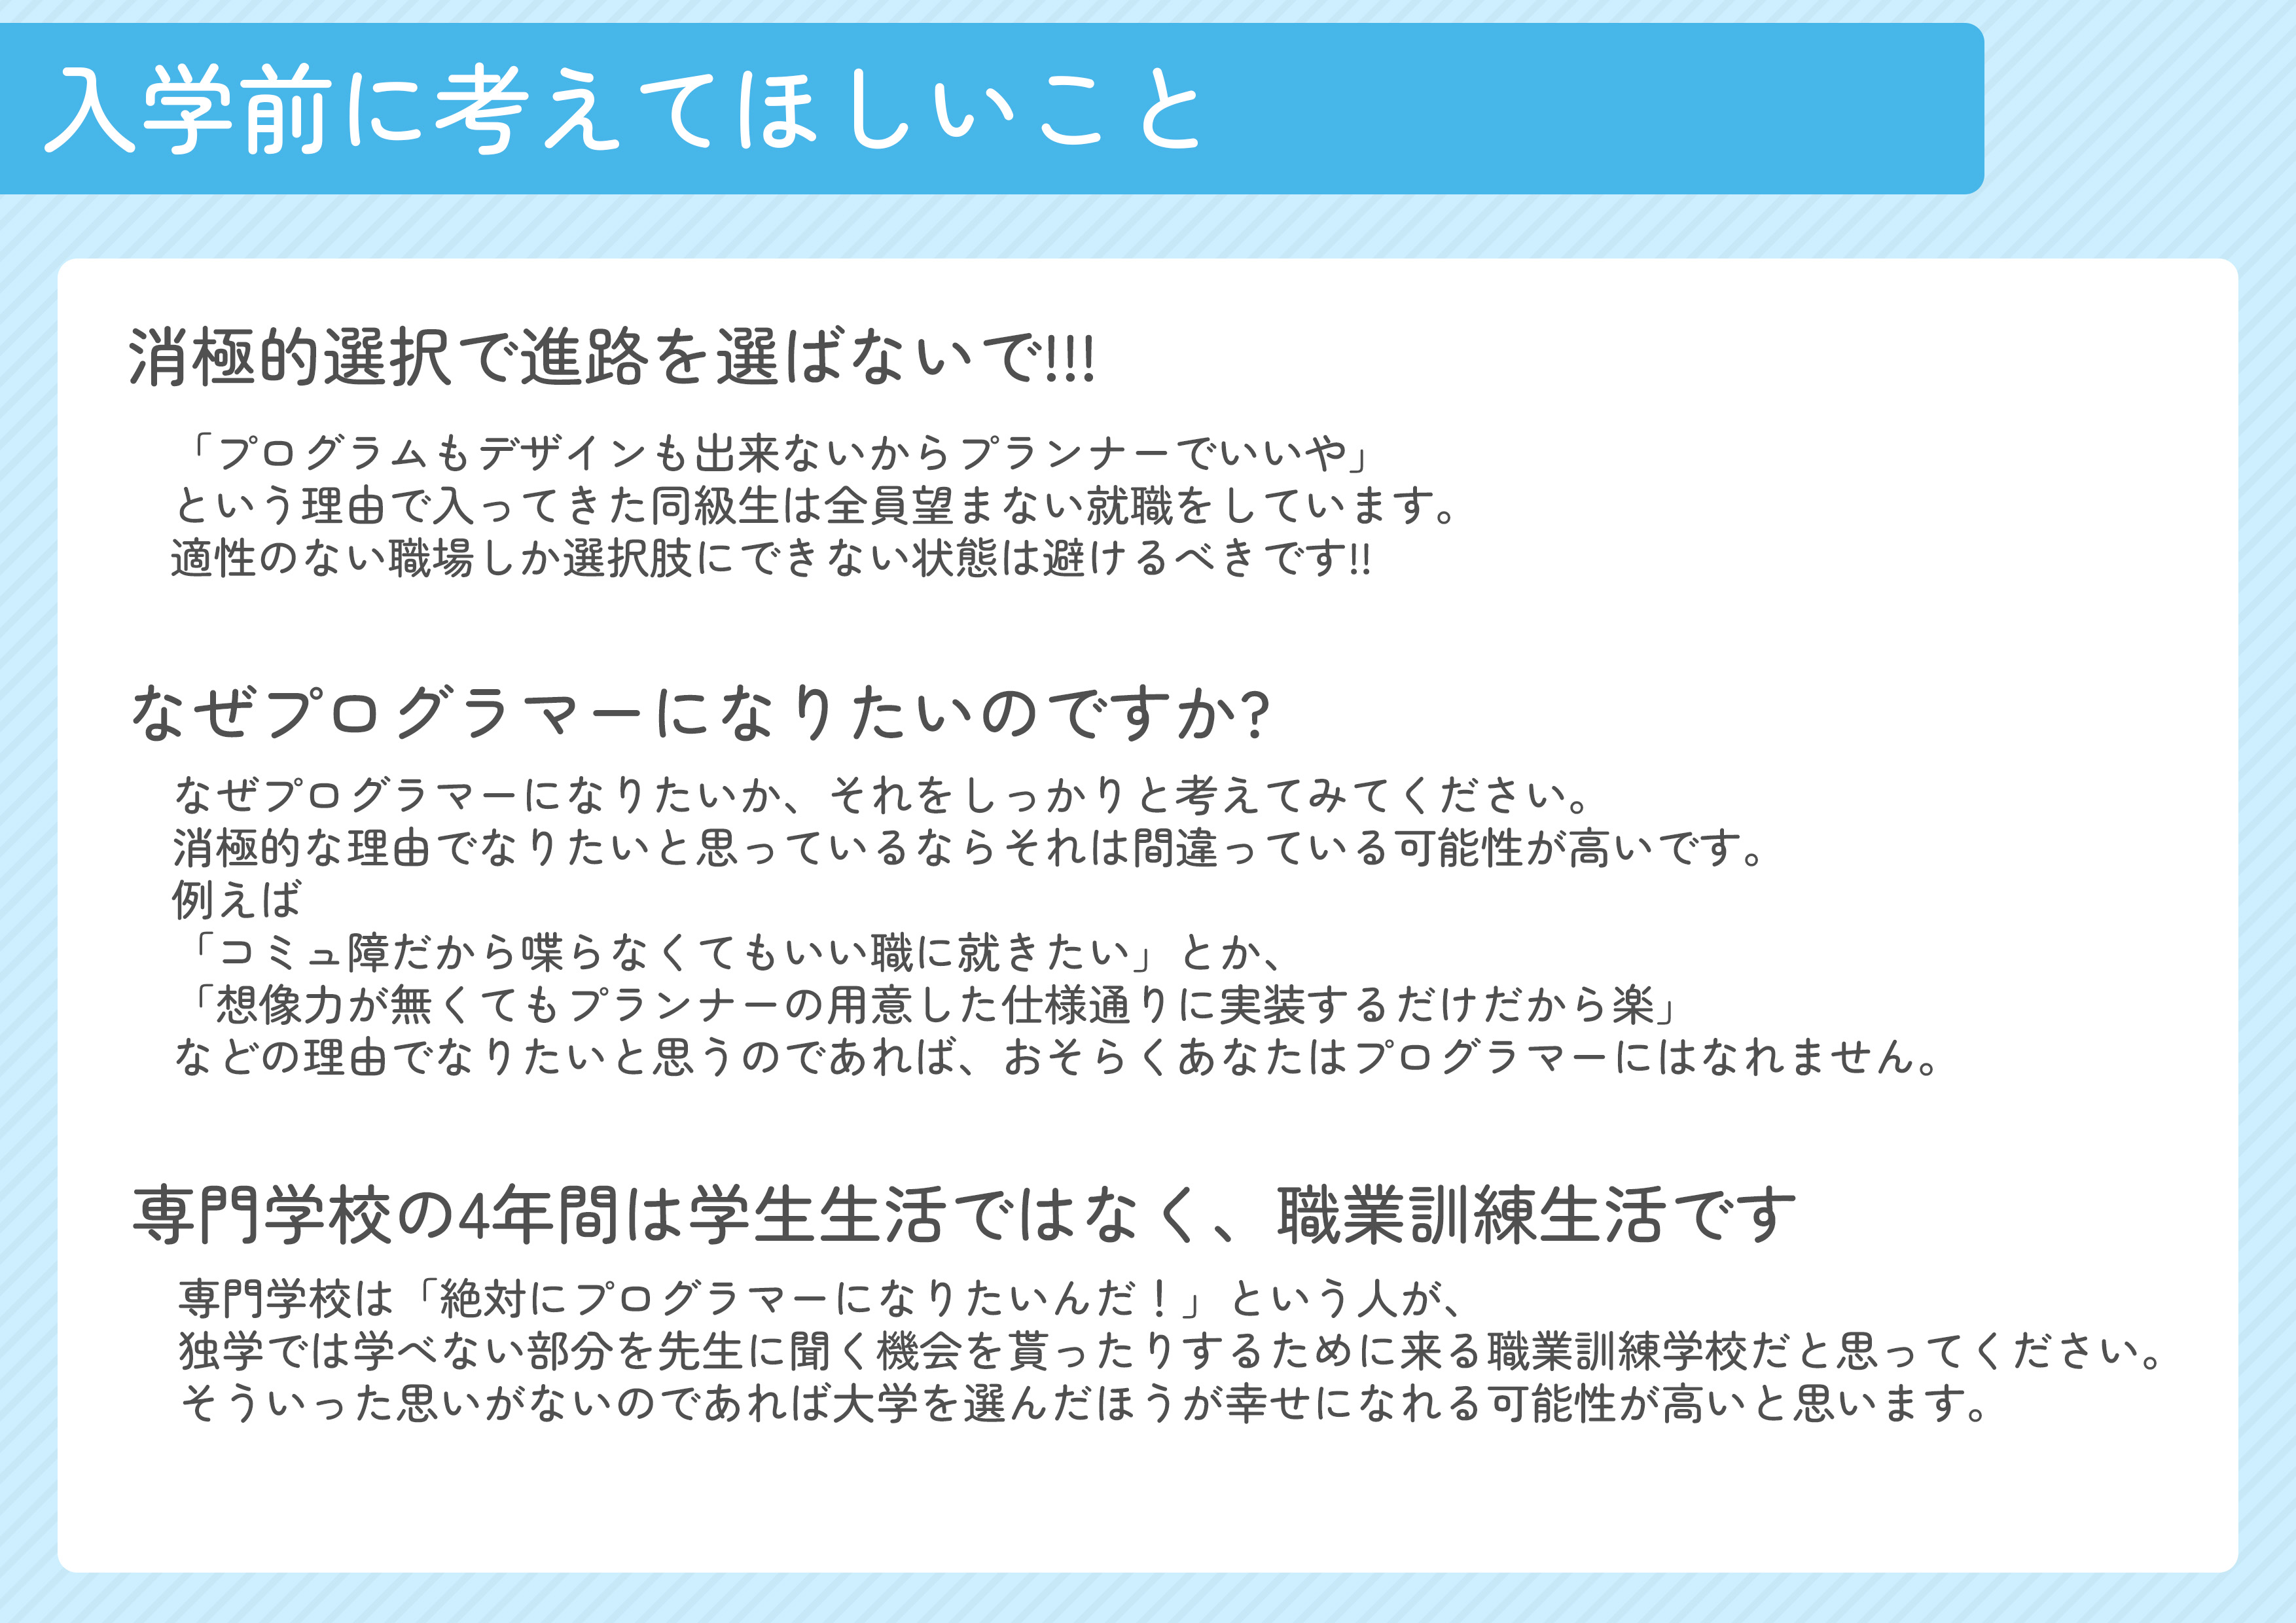 入学前に考えてほしいこと
消極的選択で進路を選ばないで!!!
「プログラムもデザインも出来ないからプランナーでいいや」
という理由で入ってきた同級生は全員望まない就職をしています。
適性のない職場しか選択肢にできない状態は避けるべきです!!
なぜプログラマーになりたいのですか?
なぜプログラマーになりたいか、それをしっかりと考えてみてください。
消極的な理由でなりたいと思っているならそれは間違っている可能性が高いです。
例えば
「コミュ障だから喋らなくてもいい職に就きたい」とか、
「想像力が無くてもプランナーの用意した仕様通りに実装するだけだから楽」
などの理由でなりたいと思うのであれば、おそらくあなたはプログラマーにはなれません。
専門学校の4年間は学生生活ではなく、職業訓練生活です
専門学校は「絶対にプログラマーになりたいんだ！」という人が、
独学では学べない部分を先生に聞く機会を貰ったりするために来る職業訓練学校だと思ってください。
そういった思いがないのであれば大学を選んだほうが幸せになれる可能性が高いと思います。